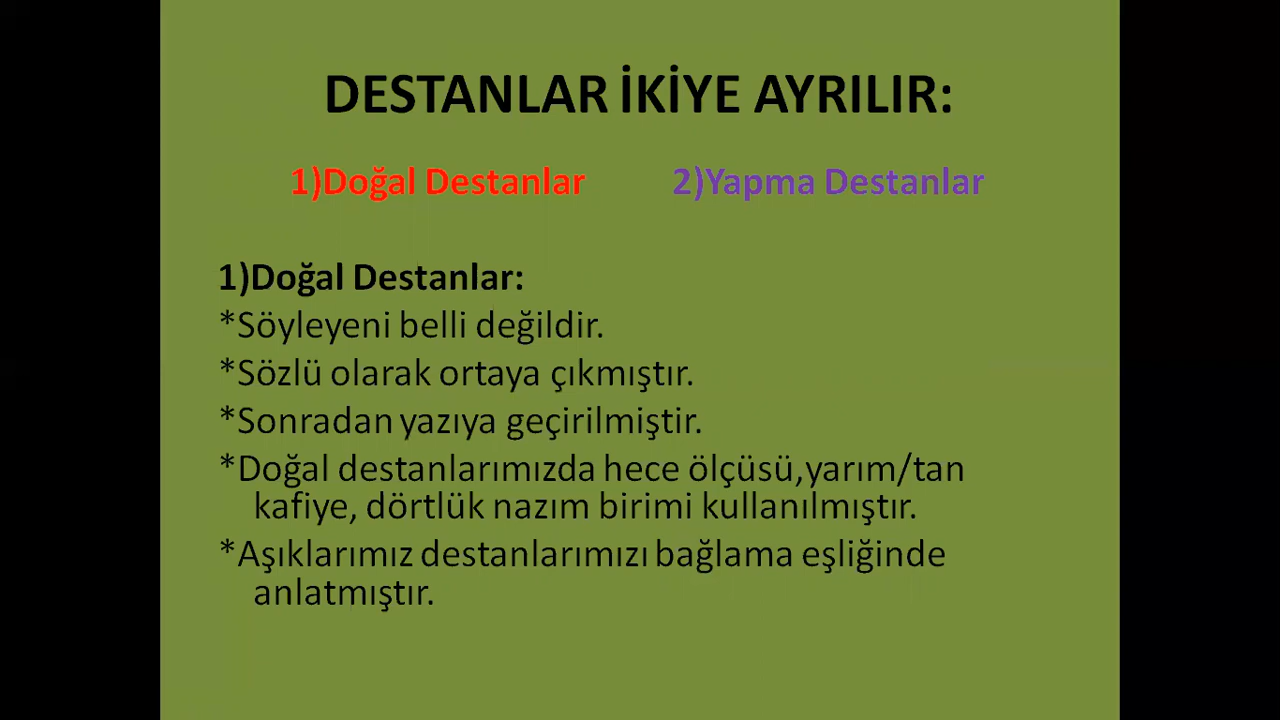 DESTANLAR İKİYE AYRILIR:
1)Doğal Destanlar 2)Yapma Destanlar
1)Doğal Destanlar:
*Söyleyeni belli değildir.
*Sözlü olarak ortaya çıkmıştır.
*Sonradan yazıya geçirilmiştir.
*Doğal destanlarımızda hece ölçüsü,yarım/tan
kafiye, dörtlük nazım birimi kullanılmıştır.
*Aşıklarımız destanlarımızı bağlama eşliğinde
anlatmıştır.